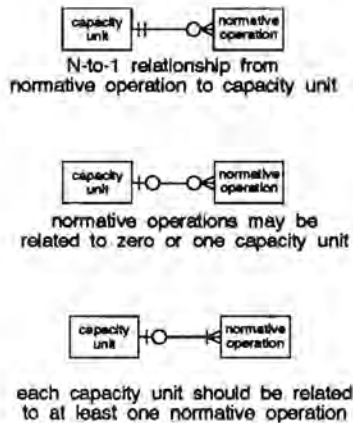 capacity unit
normative operation
N-to-1 relationship from
normative operation to capacity unit
capacity unit
normative operation
normative operations may be
related to zero or one capacity unit
capacity unit
normative operation
each capacity unit should be related
to at least one normative operation